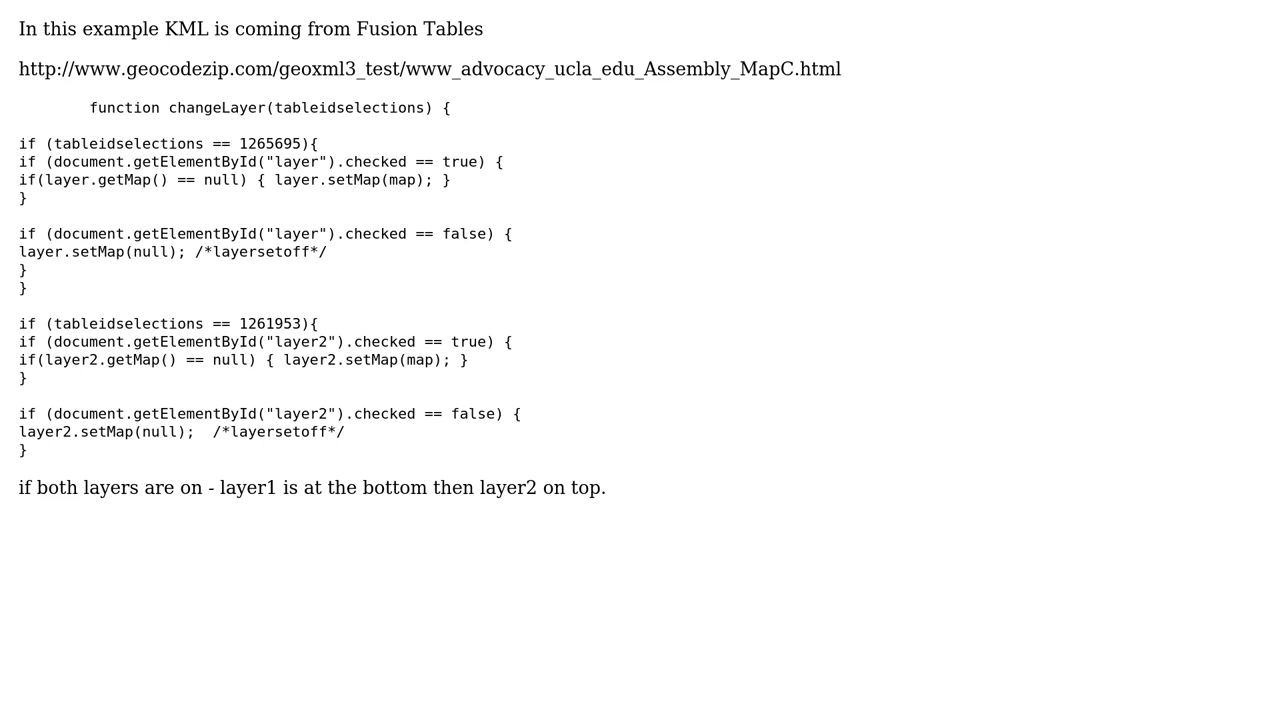 In this example KML is coming from Fusion Tables
http://www.geocodezip.com/geoxml3_test/www_advocacy_ucla_edu_Assembly_MapC.html
function changeLayer(tableidselections) {
if (tableidselections == 1265695){
if (document.getElementById("layer").checked == true) {
if(layer.getMap() == null) { layer.setMap(map); }
}
if (document.getElementById("layer").checked == false) {
layer.setMap(null); /*layersetoff*/
}
}
if (tableidselections == 1261953){
if (document.getElementById("layer2").checked == true) {
if(layer2.getMap() == null) { layer2.setMap(map); }
}
if (document.getElementById("layer2").checked == false) {
layer2.setMap(null);  /*layersetoff*/
}
if both layers are on - layer1 is at the bottom then layer2 on top.